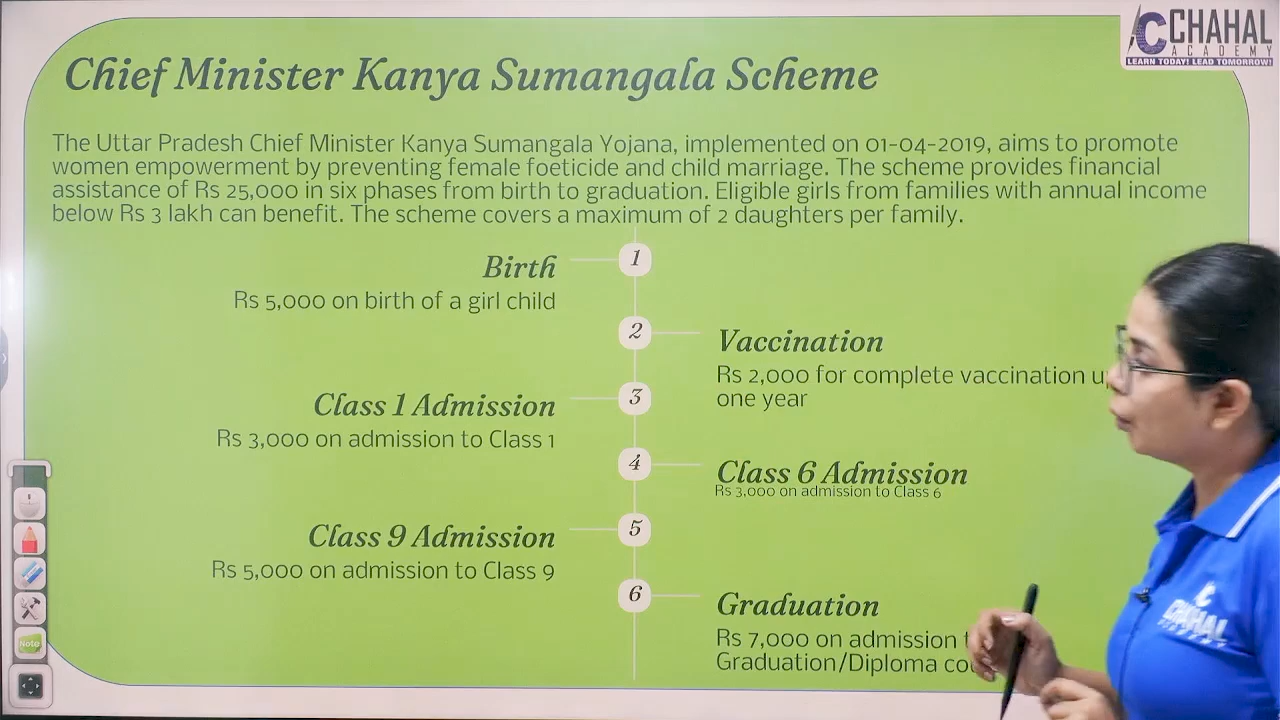 Chief Minister Kanya Sumangala Scheme
CCHAHAL
ACADEMY
LEARN TODAY! LEAD TOMORROW!
The Uttar Pradesh Chief Minister Kanya Sumangala Yojana, implemented on 01-04-2019, aims to promote
women empowerment by preventing female foeticide and child marriage. The scheme provides financial
assistance of Rs 25,000 in six phases from birth to graduation. Eligible girls from families with annual income
below Rs 3 lakh can benefit. The scheme covers a maximum of 2 daughters per family.
1
Birth
Rs 5,000 on birth of a girl child
2
Vaccination
Rs 2,000 for complete vaccination
one year
3
Class 1 Admission
Rs 3,000 on admission to Class 1
4
Class 6 Admission
Rs 3,000 on admission to Class 6
5
Class 9 Admission
Rs 5,000 on admission to Class 9
6
Graduation
Rs 7,000 on admission
Graduation/Diploma
Note
CHAHAL